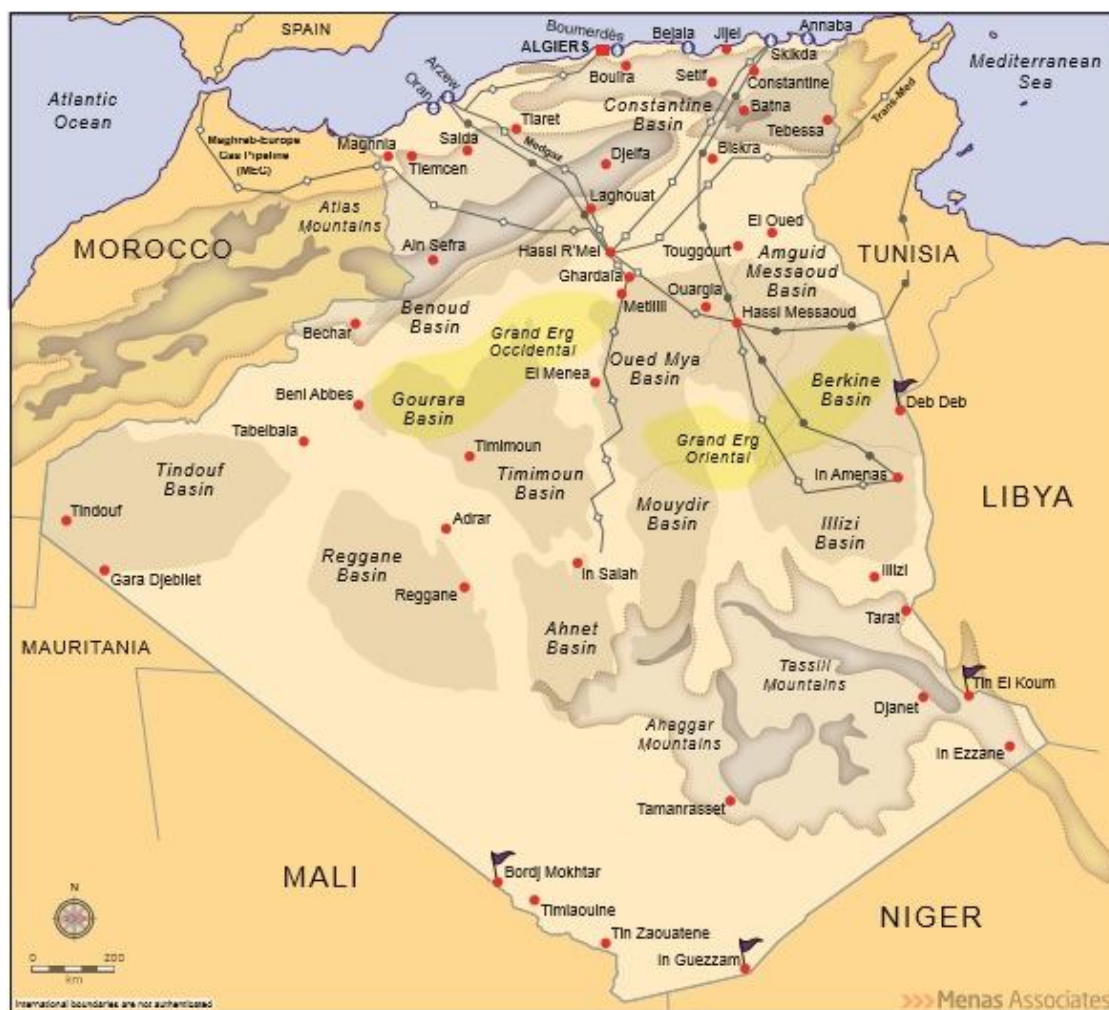 SPAIN
Boumerdès
Bejaia
Jijel
Annaba
ALGIERS
Skikda
Mediterranean
Sea
Atlantic
Ocean
Arzew
Oran
Bouira
Setif
Constantine
Constantine
Basin
Batna
Tebessa
Trans-Med
Tiaret
Maghreb-Europe
Gas Pipeline
(MEG)
Maghnia
Saida
Medgaz
Tlemcen
Djelfa
Biskra
Laghouat
Atlas
Mountains
MOROCCO
El Oued
TUNISIA
Ain Sefra
Hassi R'Mel
Touggourt
Amguid
Messaoud
Basin
Ghardaia
Metlili
Ouargla
Hassi Messaoud
Benoud
Basin
Bechar
Grand Erg
Occidental
Oued Mya
Basin
El Menea
Berkine
Basin
Deb Deb
Beni Abbes
Gourara
Basin
Tabelbala
Grand Erg
Oriental
Timimoun
Timimoun
Basin
In Amenas
Tindouf
Basin
LIBYA
Mouydir
Basin
Tindouf
Adrar
Illizi
Basin
Reggane
Basin
Gara Djebilet
In Salah
Illizi
Reggane
Tarat
MAURITANIA
Ahnet
Basin
Tassili
Mountains
Tin El Koum
Djanet
Ahaggar
Mountains
In Ezzane
Tamanrasset
MALI
Bordj Mokhtar
Timiaouine
NIGER
Tin Zaouatene
In Guezzam
N
0 200
km
International boundaries are not authenticated
>>> Menas Associates